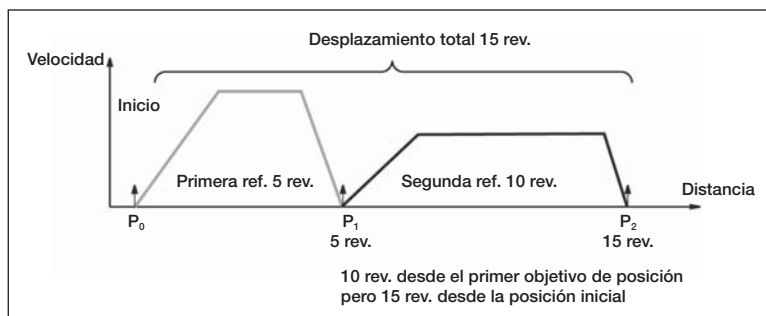 Desplazamiento total 15 rev.
Velocidad
Inicio
Primera ref. 5 rev.
Segunda ref. 10 rev.
Distancia
P₀
P₁
P₂
5 rev.
15 rev.
10 rev. desde el primer objetivo de posición
pero 15 rev. desde la posición inicial